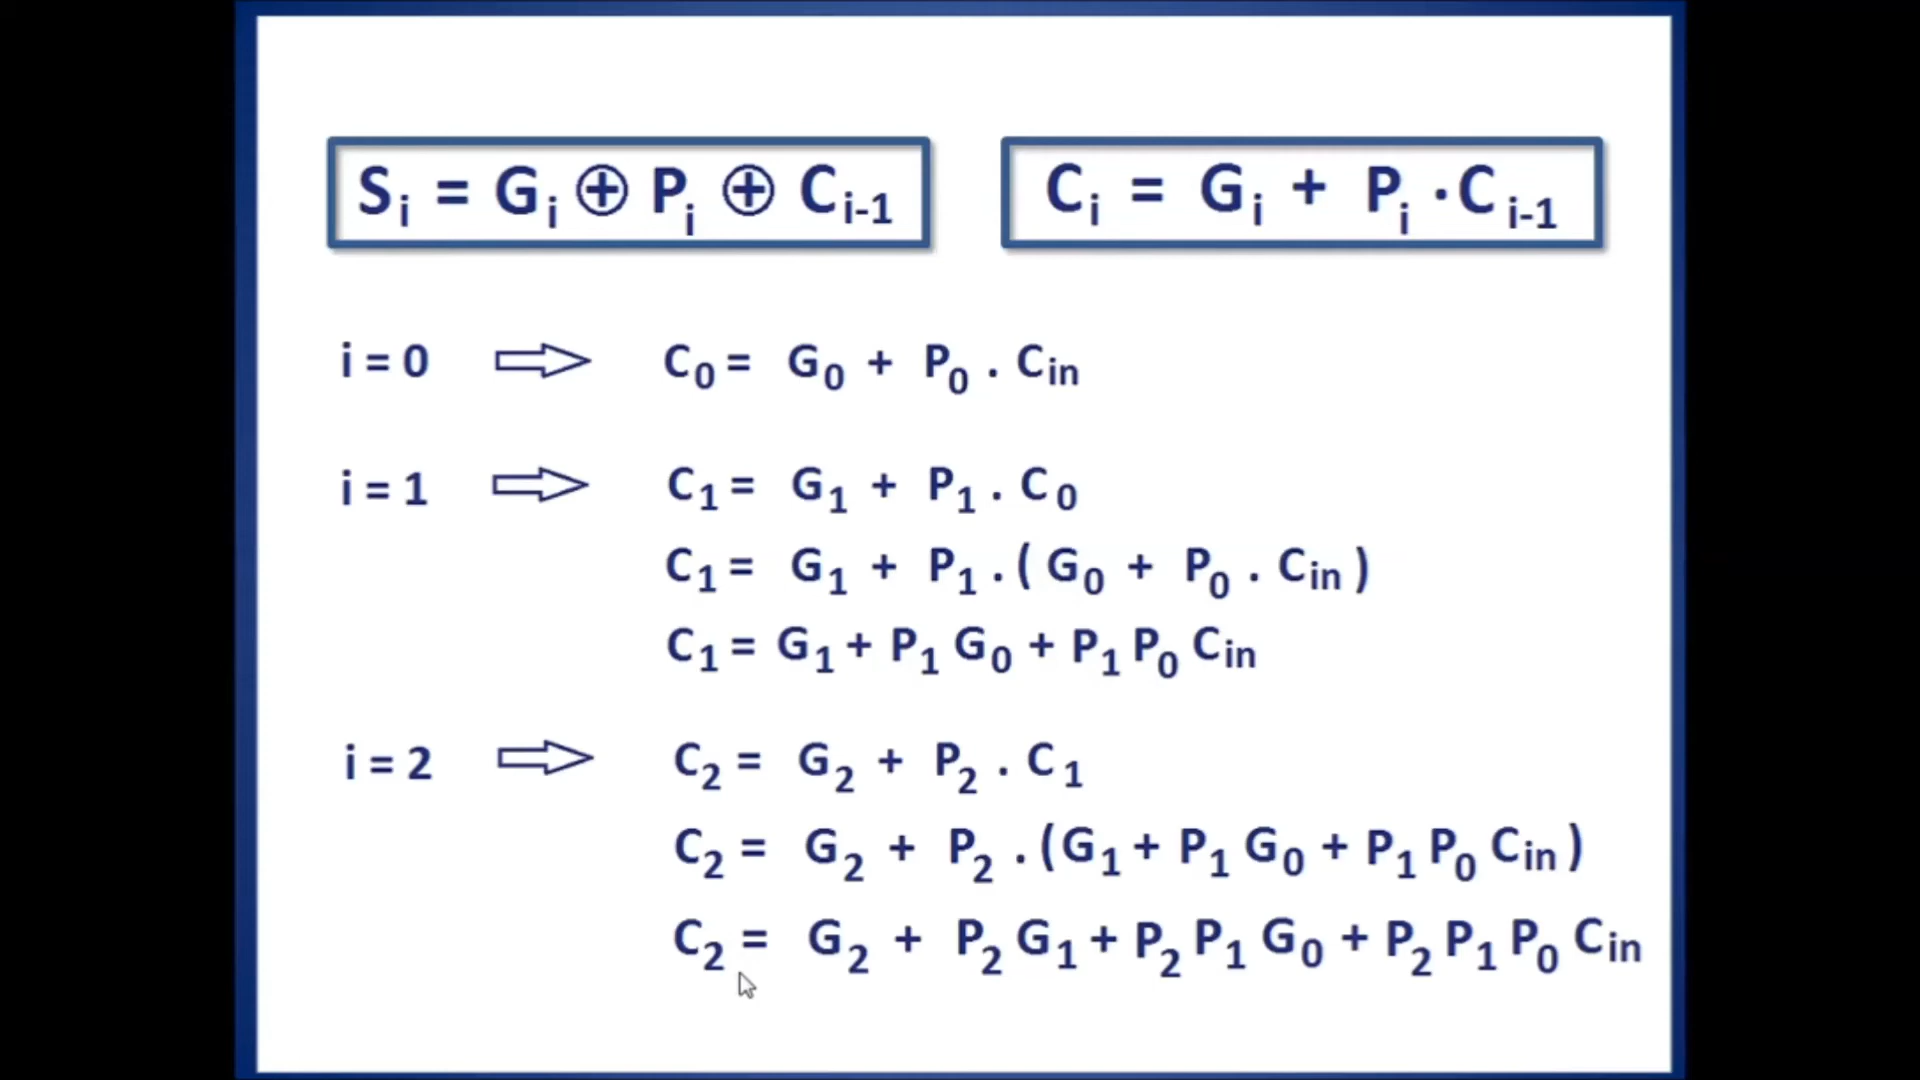 Sᵢ = Gᵢ ⊕ Pᵢ ⊕ Cᵢ₋₁
Cᵢ = Gᵢ + Pᵢ · Cᵢ₋₁
i = 0 ⇨ C₀ = G₀ + P₀ . Cᵢₙ
i = 1 ⇨ C₁ = G₁ + P₁ . C₀
C₁ = G₁ + P₁ . ( G₀ + P₀ . Cᵢₙ )
C₁ = G₁ + P₁ G₀ + P₁ P₀ Cᵢₙ
i = 2 ⇨ C₂ = G₂ + P₂ . C₁
C₂ = G₂ + P₂ . ( G₁ + P₁ G₀ + P₁ P₀ Cᵢₙ )
C₂ = G₂ + P₂ G₁ + P₂ P₁ G₀ + P₂ P₁ P₀ Cᵢₙ